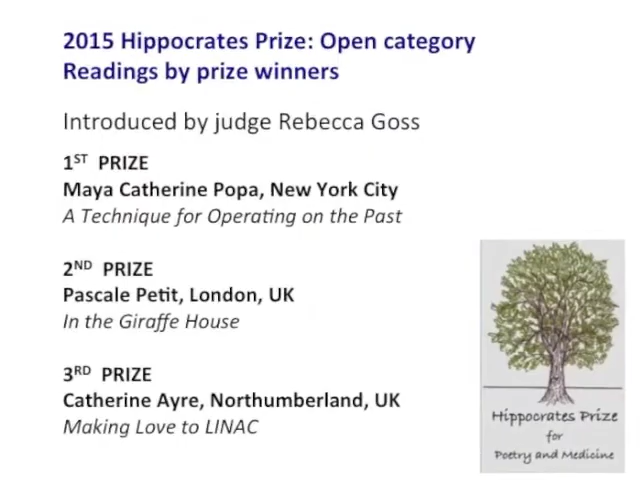 2015 Hippocrates Prize: Open category
Readings by prize winners
Introduced by judge Rebecca Goss
1ST PRIZE
Maya Catherine Popa, New York City
A Technique for Operating on the Past
2ND PRIZE
Pascale Petit, London, UK
In the Giraffe House
3RD PRIZE
Catherine Ayre, Northumberland, UK
Making Love to LINAC
Hippocrates Prize
for
Poetry and Medicine